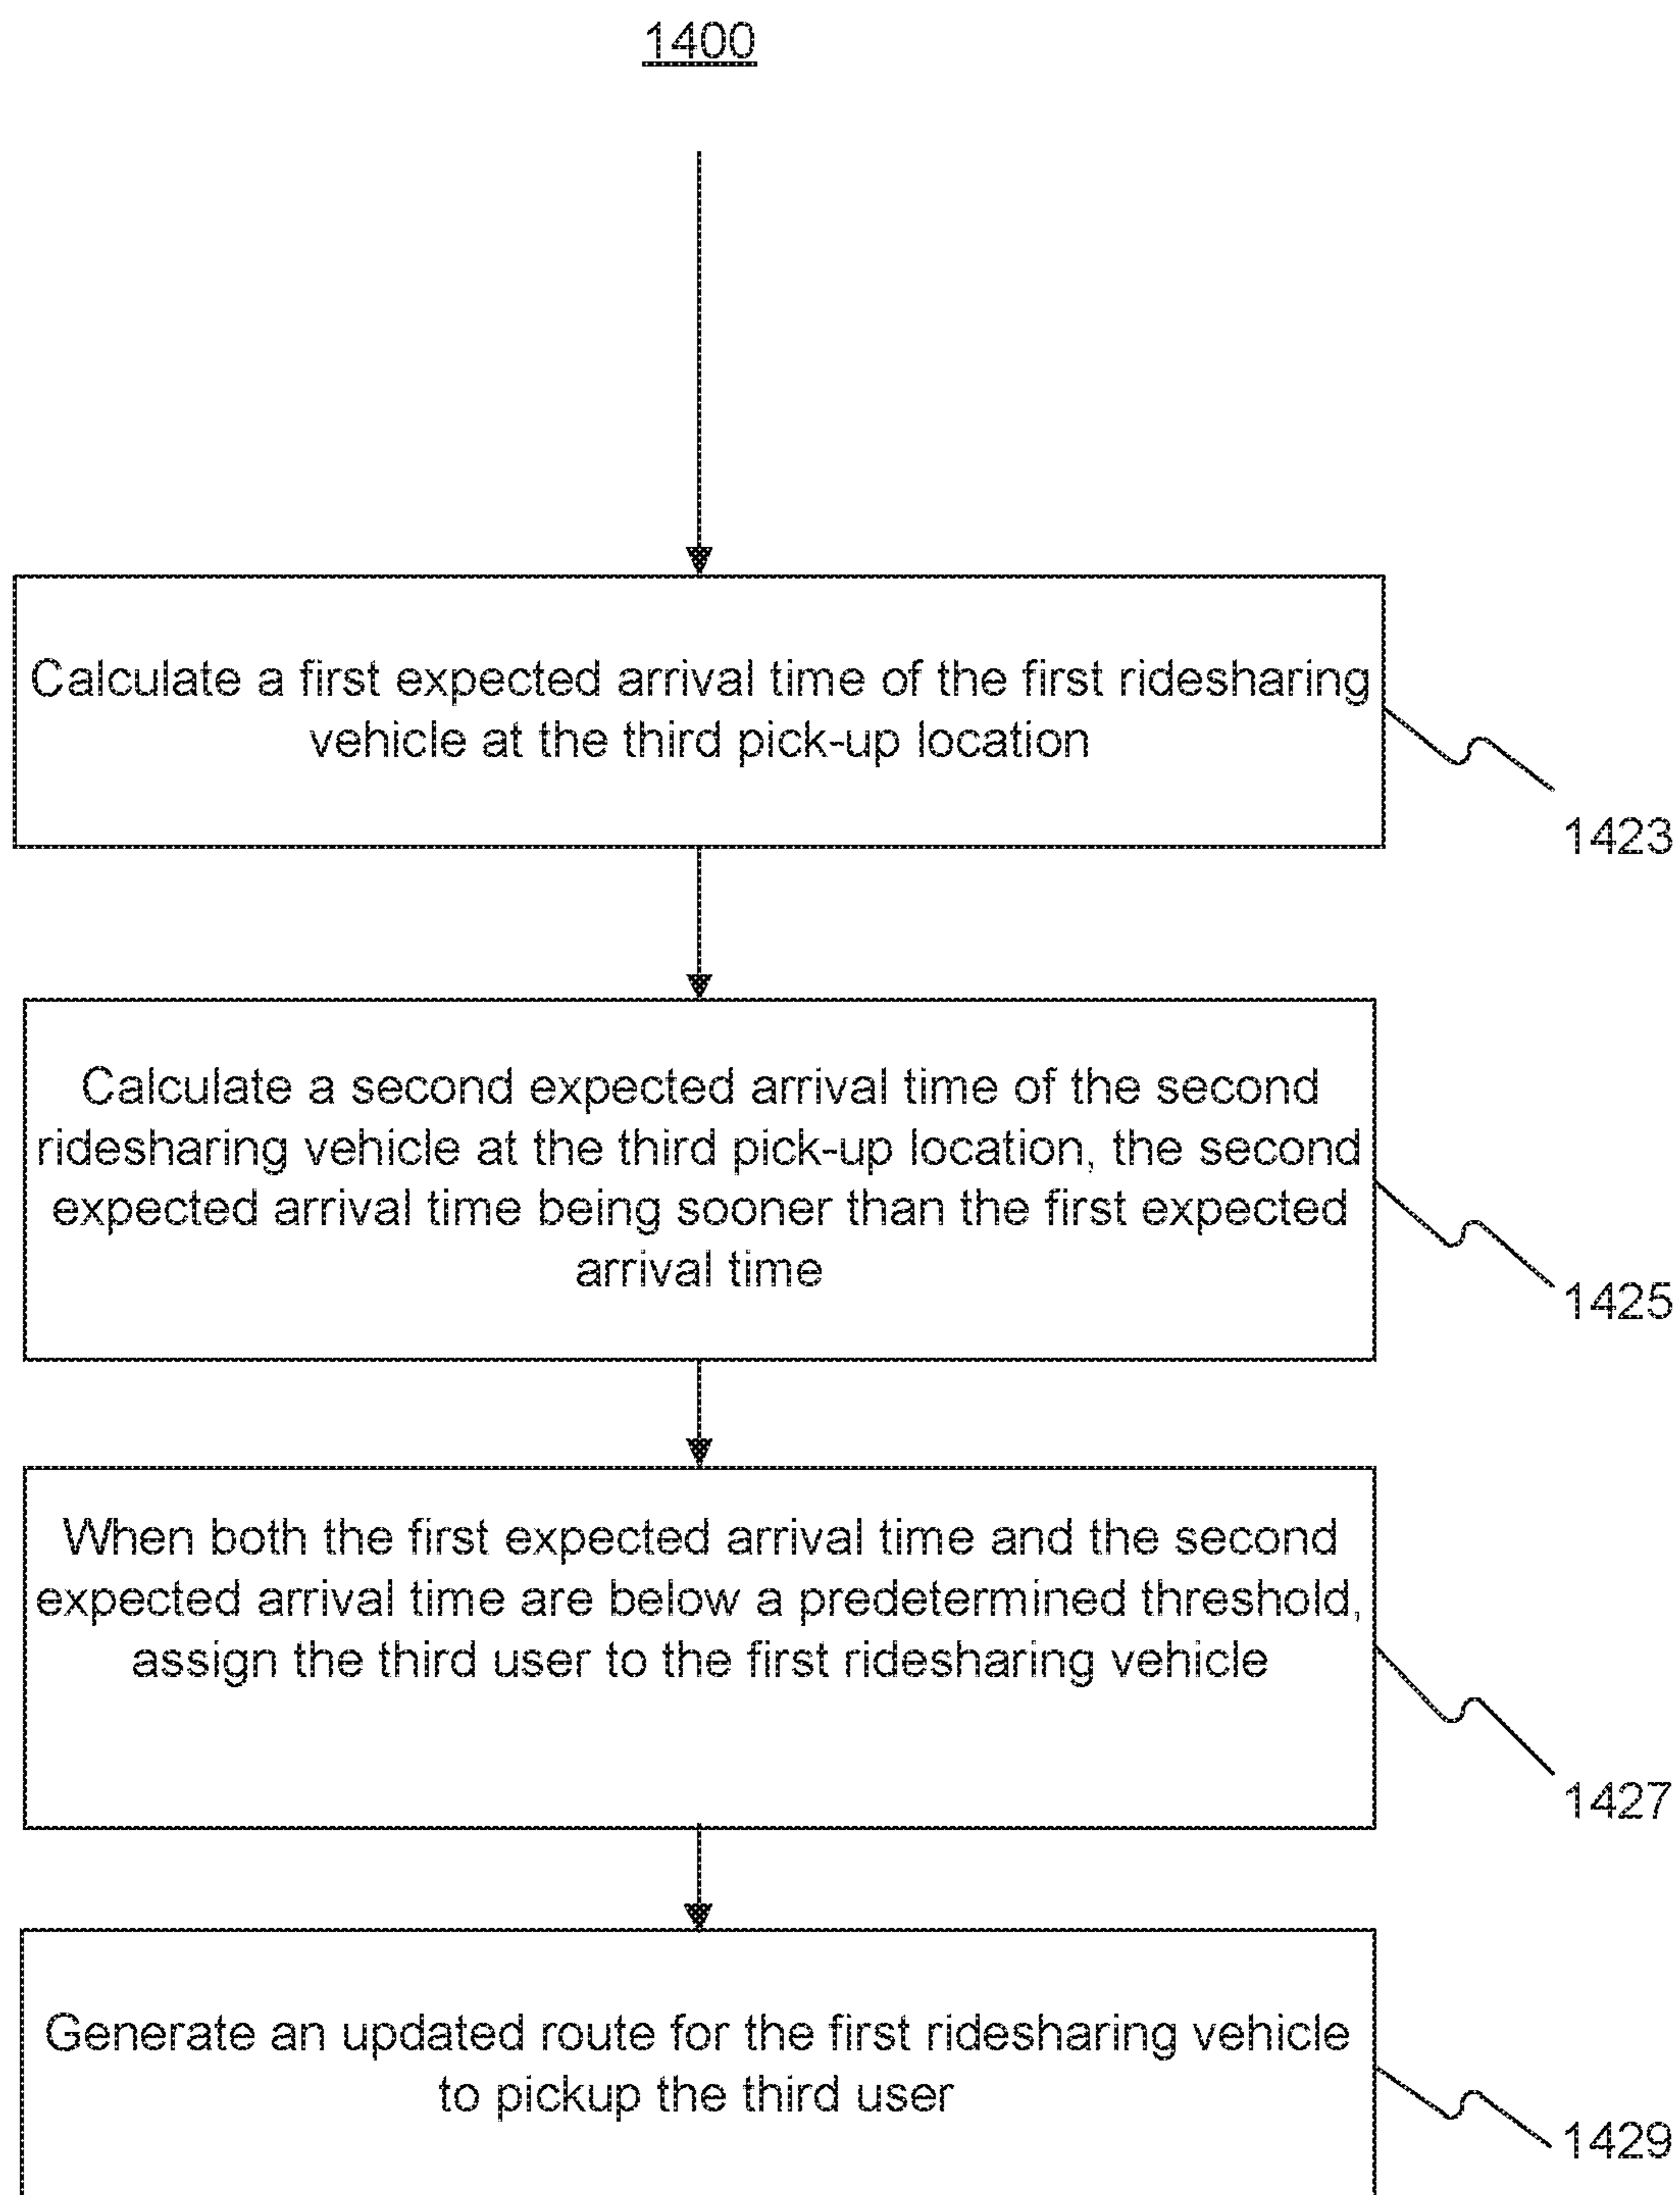 1400
Calculate a first expected arrival time of the first ridesharing
vehicle at the third pick-up location
1423
Calculate a second expected arrival time of the second
ridesharing vehicle at the third pick-up location, the second
expected arrival time being sooner than the first expected
arrival time
1425
When both the first expected arrival time and the second
expected arrival time are below a predetermined threshold,
assign the third user to the first ridesharing vehicle
1427
Generate an updated route for the first ridesharing vehicle
to pickup the third user
1429